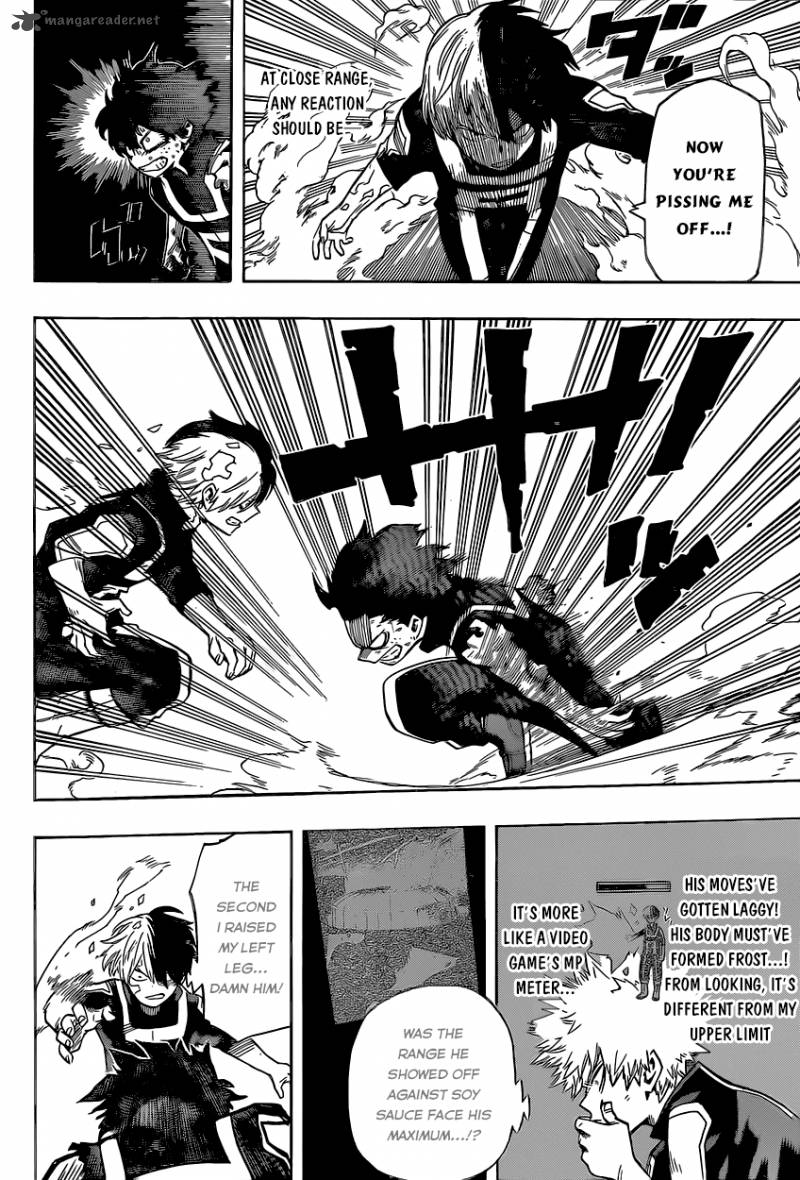 mangareader.net
NOW
YOU'RE
PISSING ME
OFF...!
ダダッ
AT CLOSE RANGE,
ANY REACTION
SHOULD BE
HIS MOVES'VE
GOTTEN LAGGY!
HIS BODY MUST'VE
FORMED FROST...!
FROM LOOKING, IT'S
DIFFERENT FROM MY
UPPER LIMIT
IT'S MORE
LIKE A VIDEO
GAME'S MP
METER...
WAS THE
RANGE HE
SHOWED OFF
AGAINST SOY
SAUCE FACE HIS
MAXIMUM...!?
THE
SECOND
I RAISED
MY LEFT
LEG...
DAMN HIM!